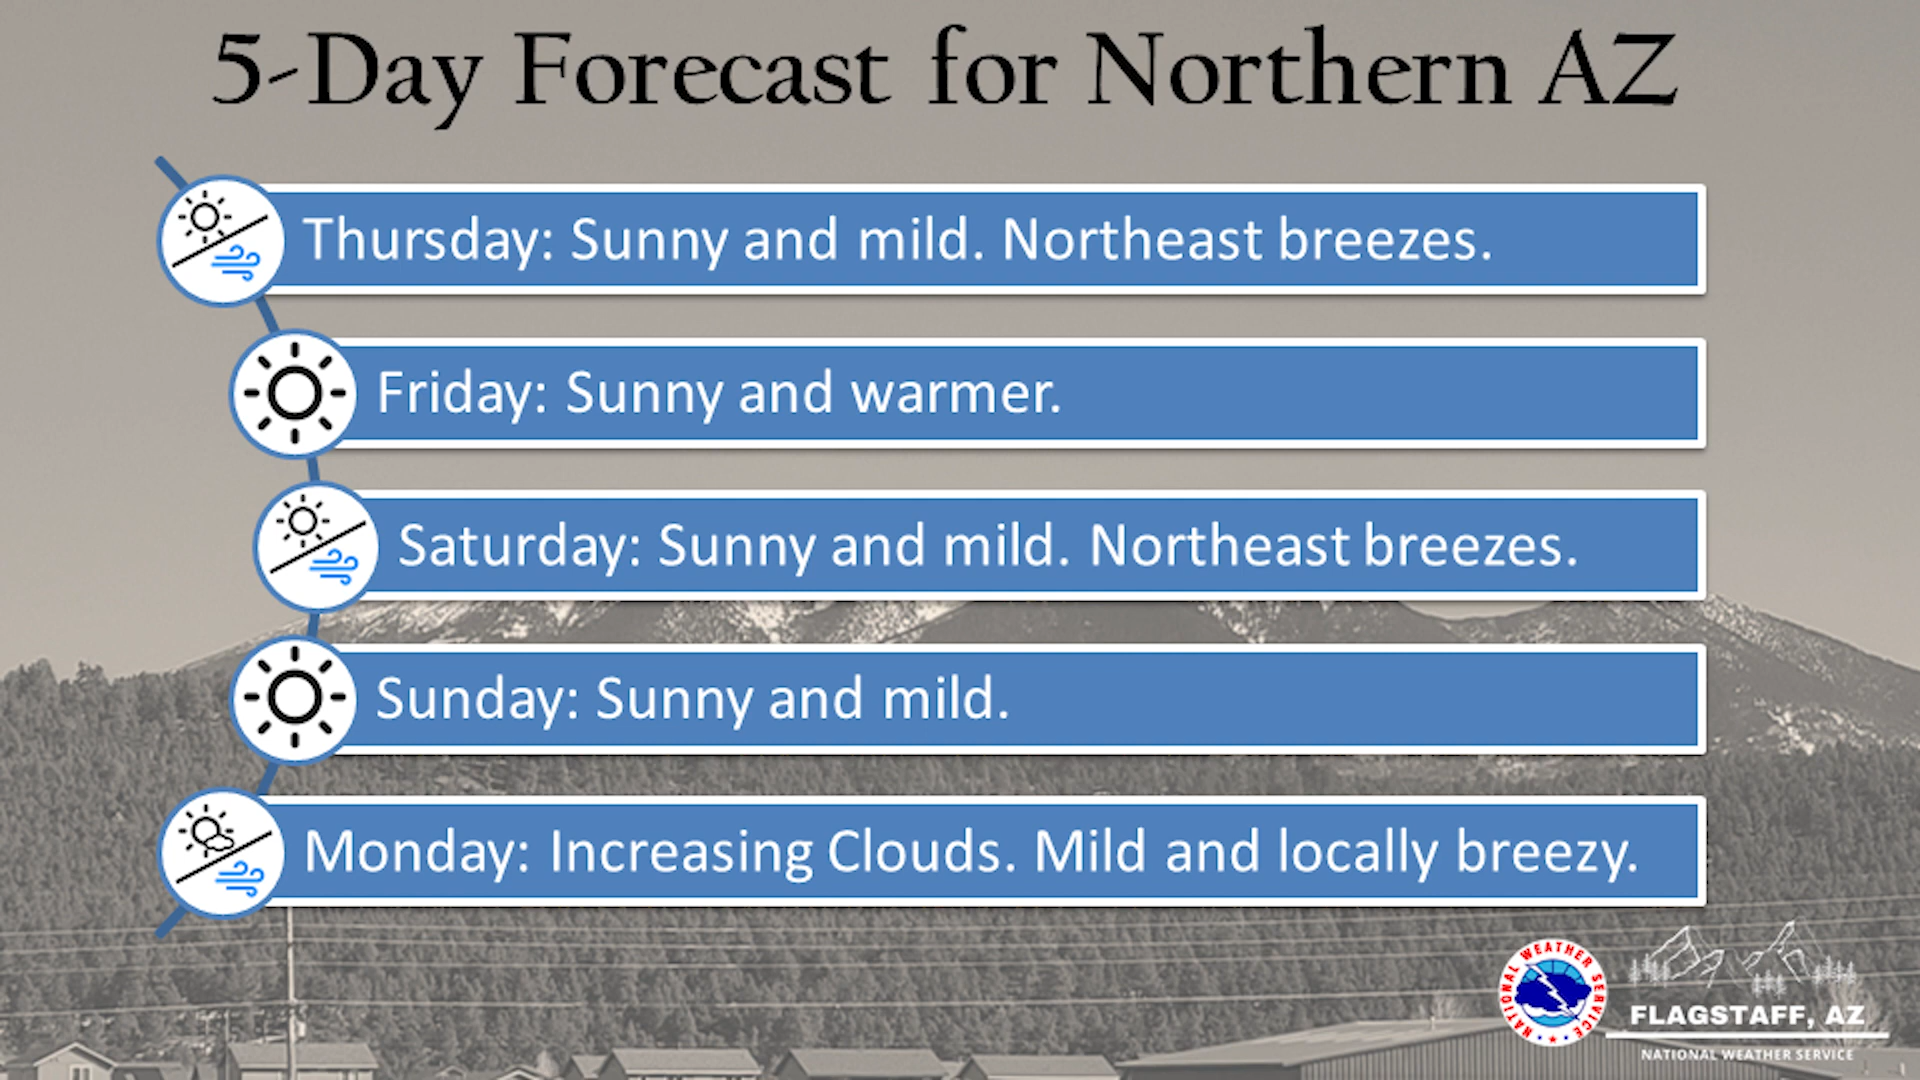 5-Day Forecast for Northern AZ
Thursday: Sunny and mild. Northeast breezes.
Friday: Sunny and warmer.
Saturday: Sunny and mild. Northeast breezes.
Sunday: Sunny and mild.
Monday: Increasing Clouds. Mild and locally breezy.
NATIONAL WEATHER SERVICE
FLAGSTAFF, AZ
NATIONAL WEATHER SERVICE